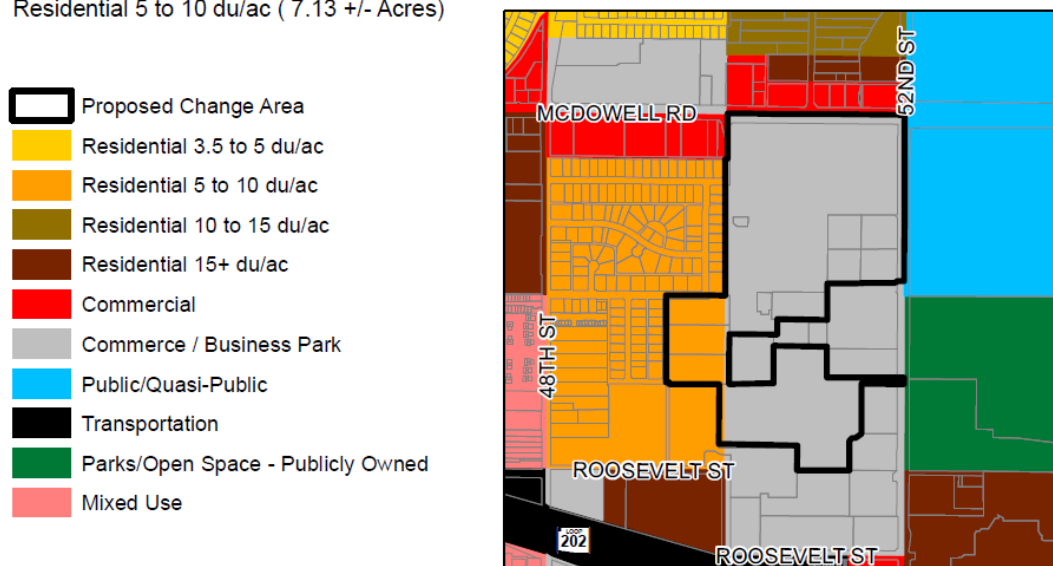 Residential 5 to 10 du/ac ( 7.13 +/- Acres)
Proposed Change Area
Residential 3.5 to 5 du/ac
Residential 5 to 10 du/ac
Residential 10 to 15 du/ac
Residential 15+ du/ac
Commercial
Commerce / Business Park
Public/Quasi-Public
Transportation
Parks/Open Space - Publicly Owned
Mixed Use
52ND ST
MCDOWELL RD
48TH ST
ROOSEVELT ST
LOOP
202
ROOSEVELT ST